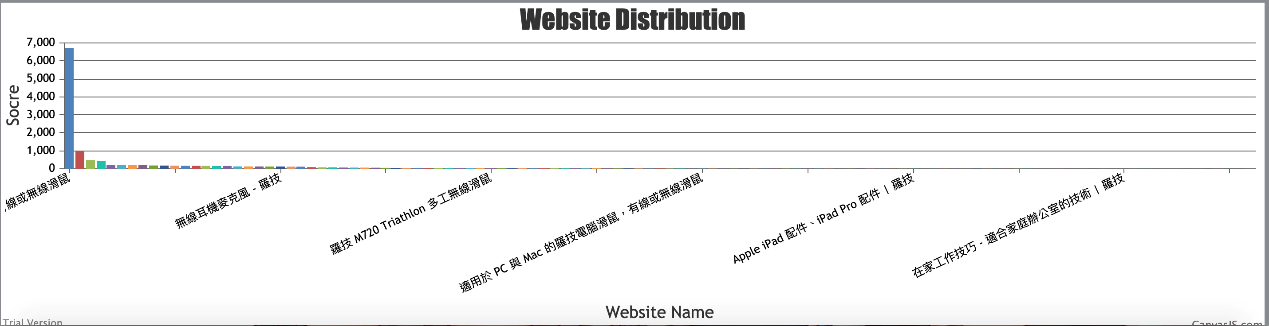 Website Distribution
7,000
6,000
5,000
4,000
3,000
2,000
1,000
0
Socre
線或無線滑鼠
無線耳機麥克風 - 羅技
羅技 M720 Triathlon 多工無線滑鼠
適用於 PC 與 Mac 的羅技電腦滑鼠，有線或無線滑鼠
Apple iPad 配件、iPad Pro 配件 | 羅技
在家工作技巧 - 適合家庭辦公室的技術 | 羅技
Website Name
Trial Version
CanvasJS.com